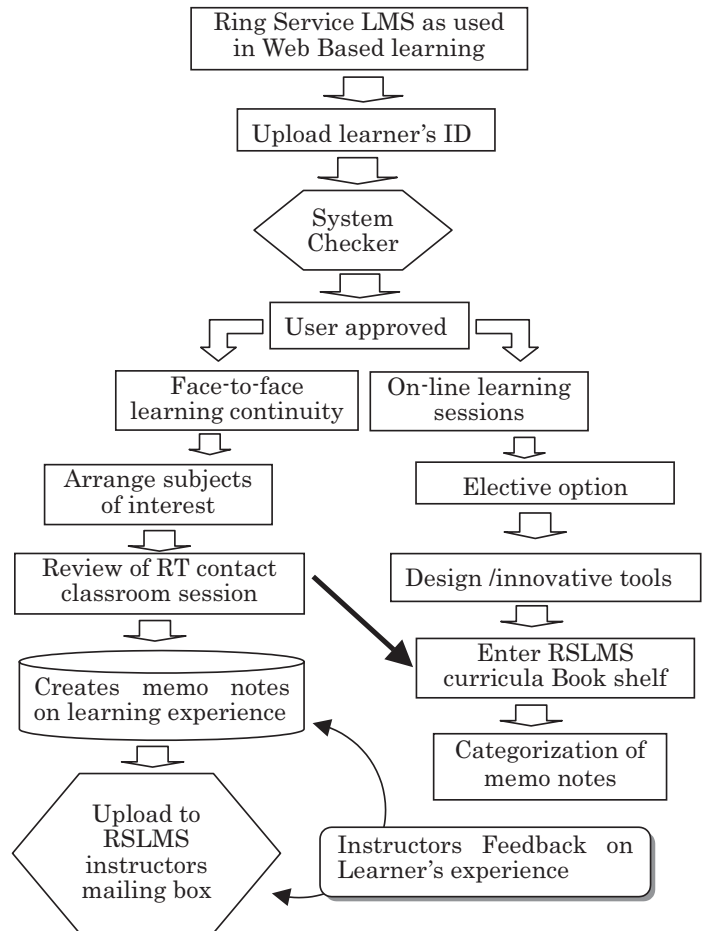 Ring Service LMS as used
in Web Based learning
Upload learner's ID
System
Checker
User approved
Face-to-face
learning continuity
On-line learning
sessions
Arrange subjects
of interest
Elective option
Review of RT contact
classroom session
Design /innovative tools
Enter RSLMS
curricula Book shelf
Creates memo notes
on learning experience
Categorization of
memo notes
Upload to
RSLMS
instructors
mailing box
Instructors Feedback on
Learner's experience